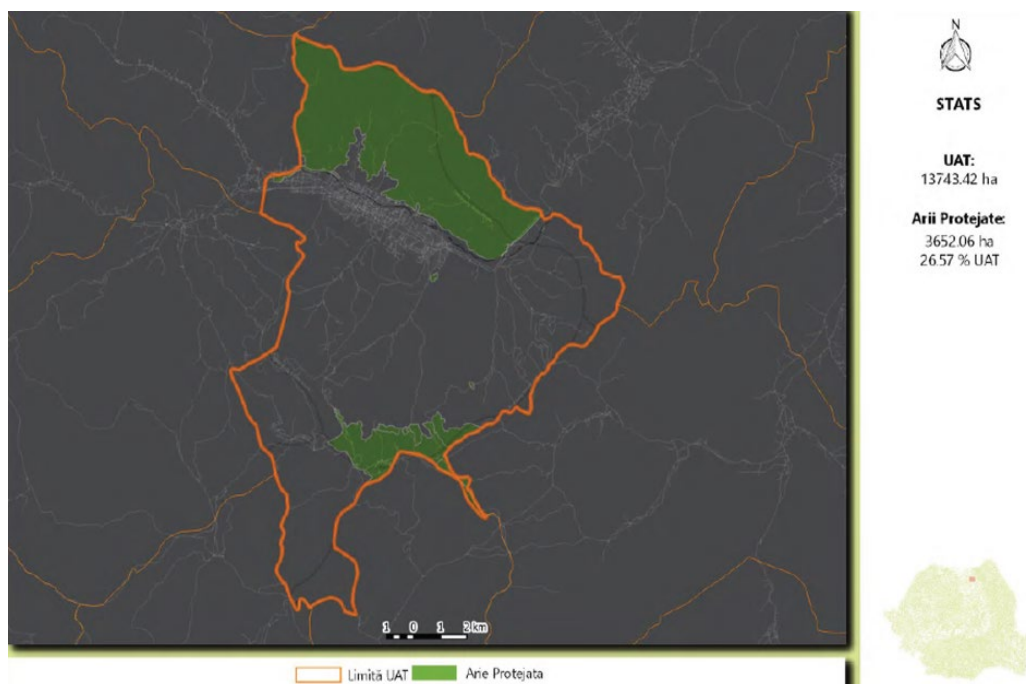 N
STATS
UAT:
13743.42 ha
Arii Protejate:
3652.06 ha
26.57 % UAT
1 0 1 2 km
Limită UAT
Arie Protejata